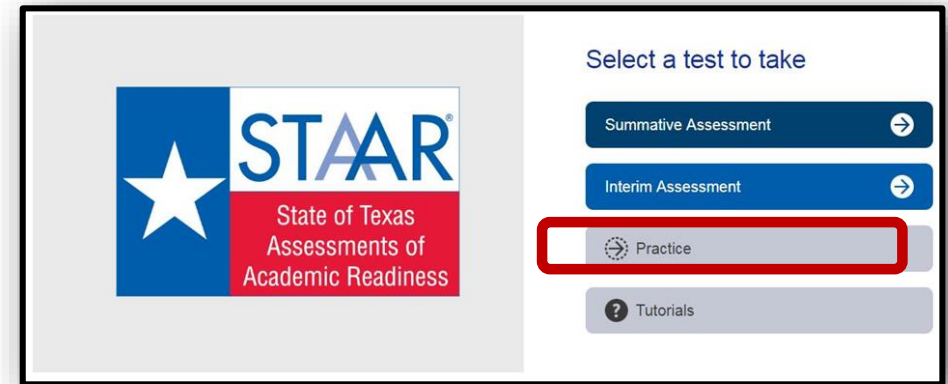 STAAR®
State of Texas
Assessments of
Academic Readiness
Select a test to take
Summative Assessment
Interim Assessment
Practice
? Tutorials